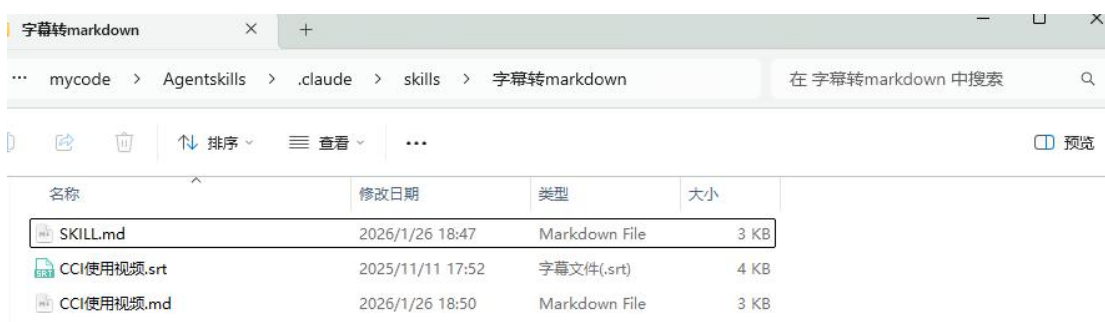 字幕转markdown
mycode > Agentskills > .claude > skills > 字幕转markdown 在 字幕转markdown 中搜索
排序 查看 预览
名称 修改日期 类型 大小
SKILL.md 2026/1/26 18:47 Markdown File 3 KB
CCI使用视频.srt 2025/11/11 17:52 字幕文件(.srt) 4 KB
CCI使用视频.md 2026/1/26 18:50 Markdown File 3 KB